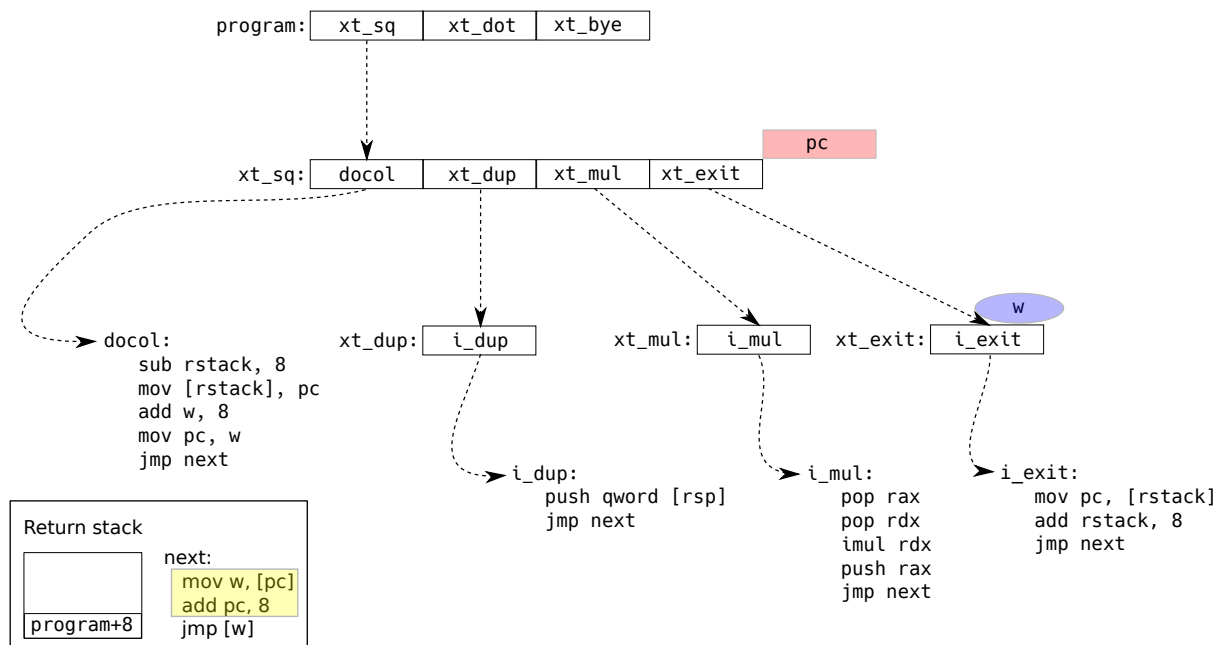 program: xt_sq xt_dot xt_bye
pc
xt_sq: docol xt_dup xt_mul xt_exit
w
docol:
sub rstack, 8
mov [rstack], pc
add w, 8
mov pc, w
jmp next
xt_dup: i_dup
xt_mul: i_mul
xt_exit: i_exit
i_dup:
push qword [rsp]
jmp next
i_mul:
pop rax
pop rdx
imul rdx
push rax
jmp next
i_exit:
mov pc, [rstack]
add rstack, 8
jmp next
Return stack
program+8
next:
mov w, [pc]
add pc, 8
jmp [w]